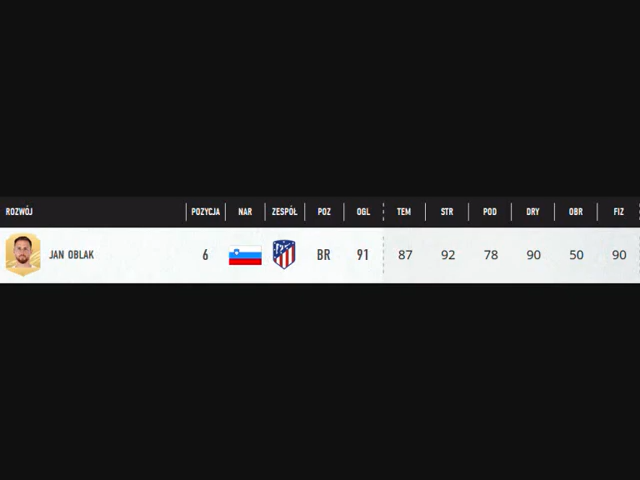 ROZWÓJ POZYCJA NAR ZESPÓŁ POZ OGL TEM STR POD DRY OBR FIZ
JAN OBLAK 6 BR 91 87 92 78 90 50 90